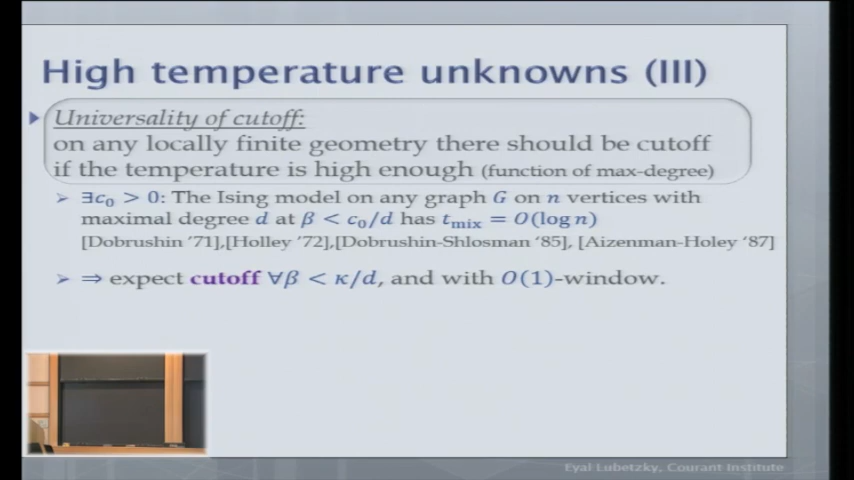 High temperature unknowns (III)
Universality of cutoff:
on any locally finite geometry there should be cutoff
if the temperature is high enough (function of max-degree)
∃c₀ > 0: The Ising model on any graph G on n vertices with
maximal degree d at β < c₀/d has t_mix = O(log n)
[Dobrushin ‘71],[Holley ‘72],[Dobrushin-Shlosman ‘85], [Aizenman-Holey ‘87]
⇒ expect cutoff ∀β < κ/d, and with O(1)-window.
Eyal Lubetzky, Courant Institute